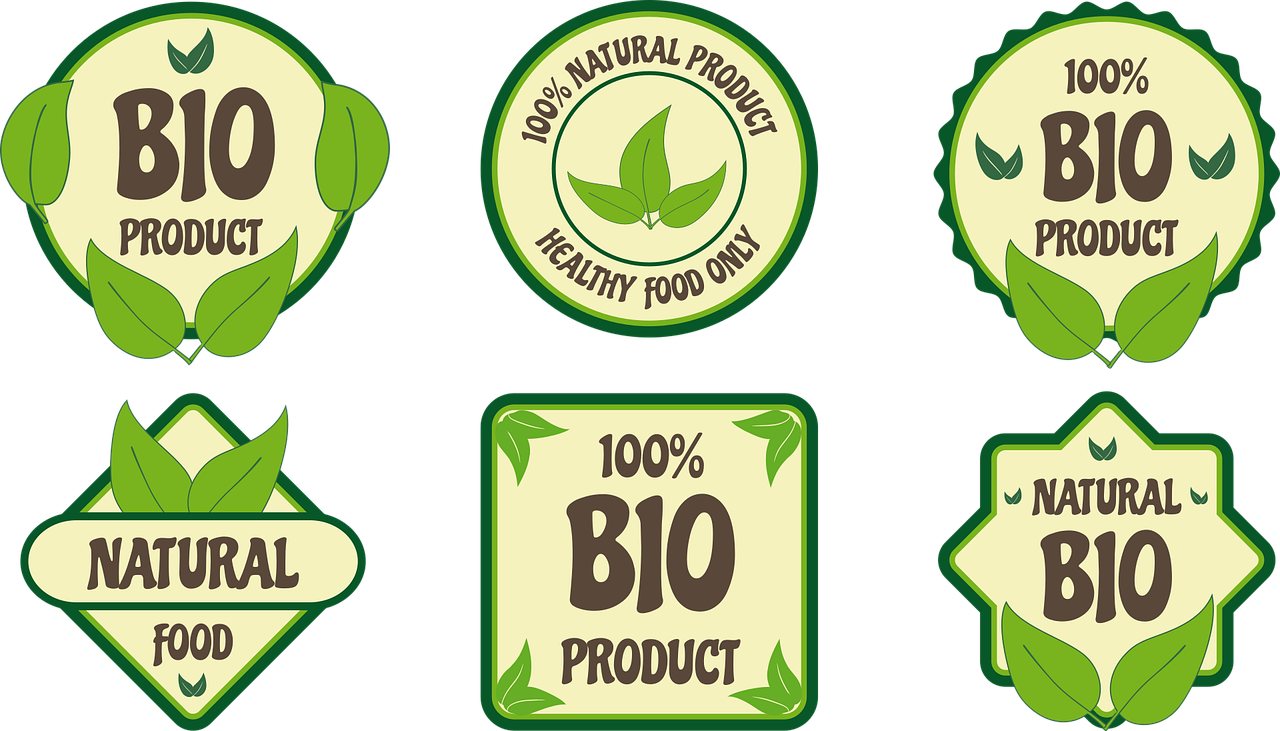 BIO
PRODUCT
100% NATURAL PRODUCT
HEALTHY FOOD ONLY
100%
BIO
PRODUCT
NATURAL
FOOD
100%
BIO
PRODUCT
NATURAL
BIO